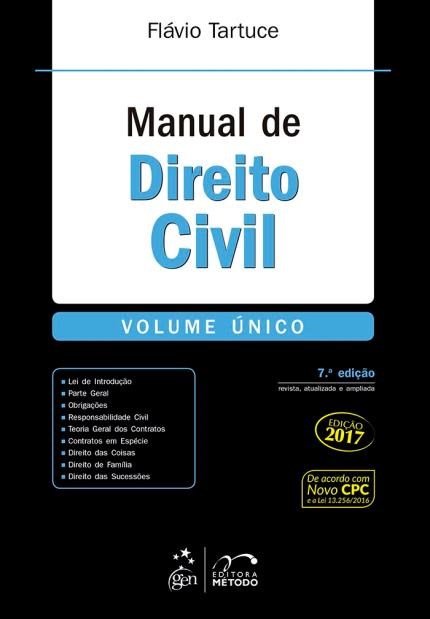 Flávio Tartuce
Manual de
Direito
Civil
VOLUME ÚNICO
7.ª edição
revista, atualizada e ampliada
▪ Lei de Introdução
▪ Parte Geral
▪ Obrigações
▪ Responsabilidade Civil
▪ Teoria Geral dos Contratos
▪ Contratos em Espécie
▪ Direito das Coisas
▪ Direito de Família
▪ Direito das Sucessões
EDIÇÃO
2017
De acordo com
Novo CPC
e a Lei 13.256/2016
gen
EDITORA
MÉTODO